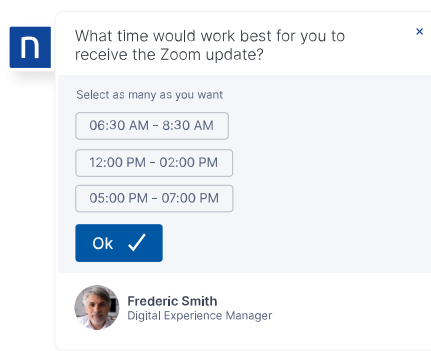 n
What time would work best for you to
receive the Zoom update?
×
Select as many as you want
06:30 AM - 8:30 AM
12:00 PM - 02:00 PM
05:00 PM - 07:00 PM
Ok ✓
Frederic Smith
Digital Experience Manager